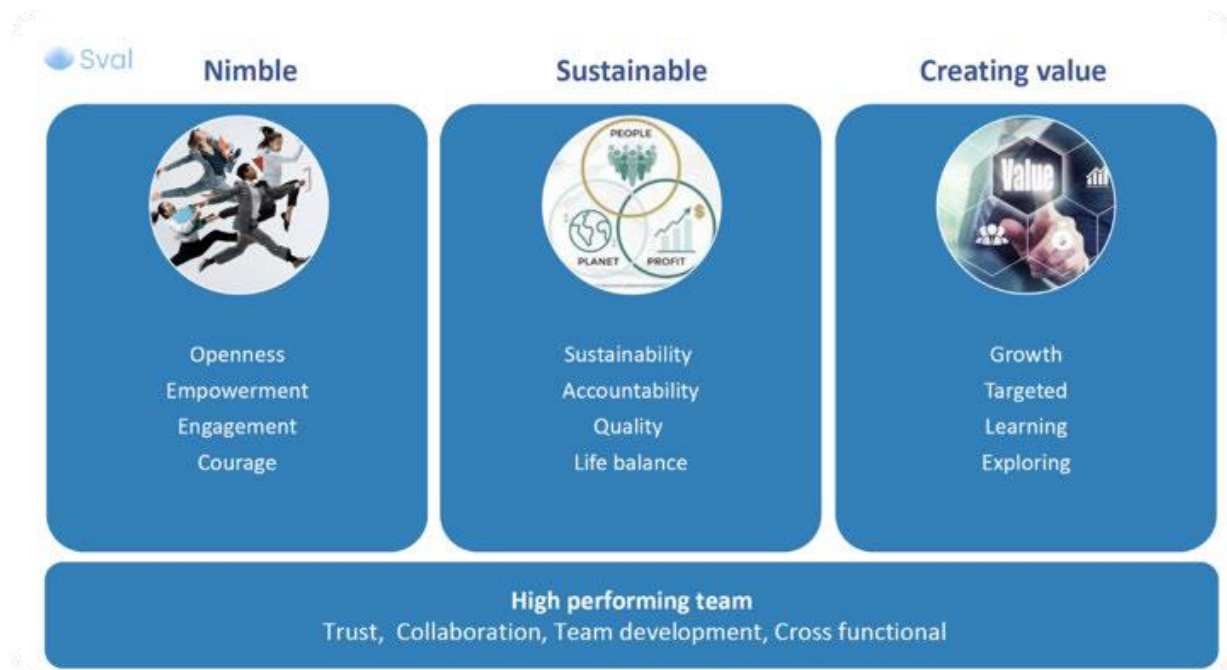 Sval
Nimble
Sustainable
Creating value
PEOPLE
PLANET
PROFIT
$
Value
Openness
Empowerment
Engagement
Courage
Sustainability
Accountability
Quality
Life balance
Growth
Targeted
Learning
Exploring
High performing team
Trust, Collaboration, Team development, Cross functional